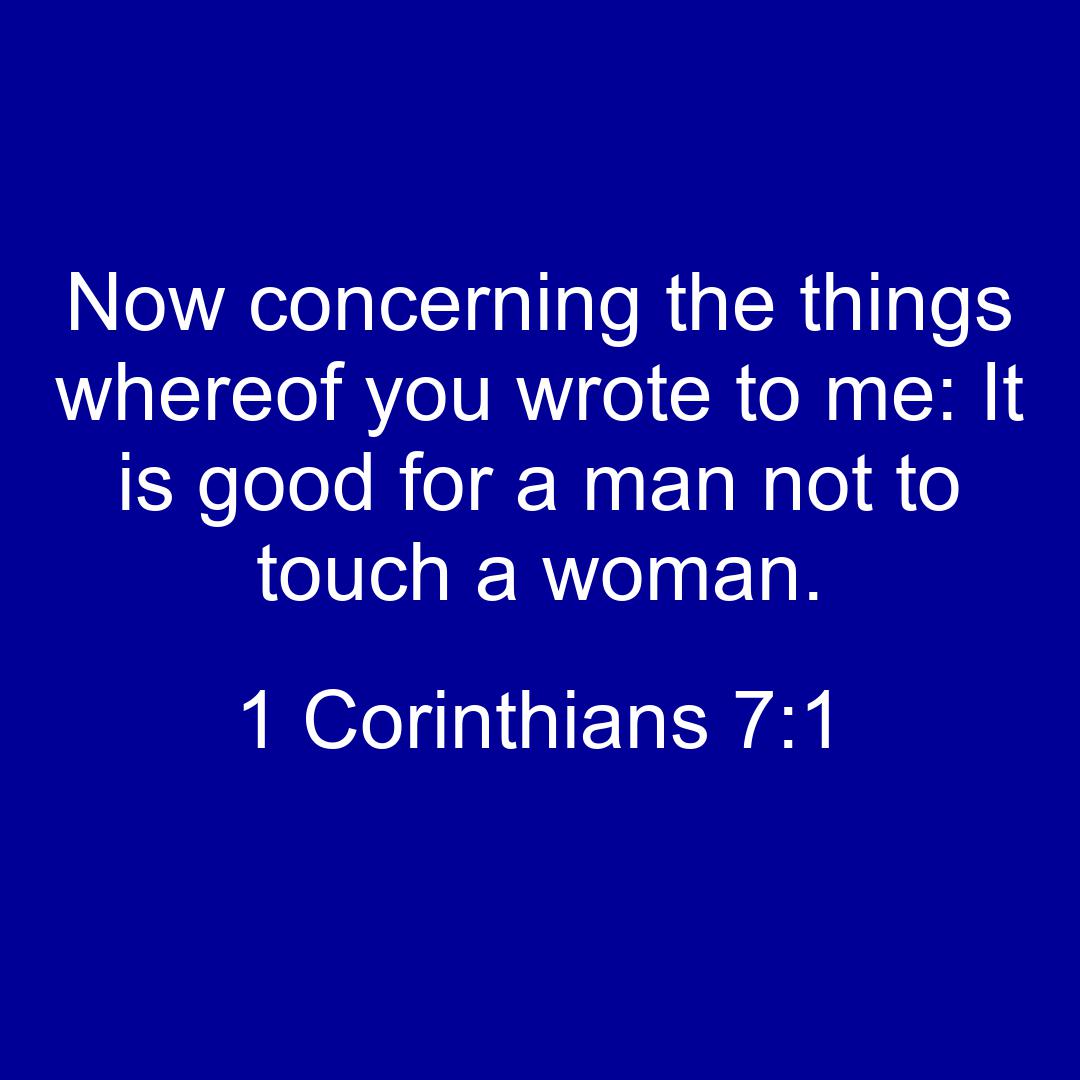 Now concerning the things
whereof you wrote to me: It
is good for a man not to
touch a woman.
1 Corinthians 7:1